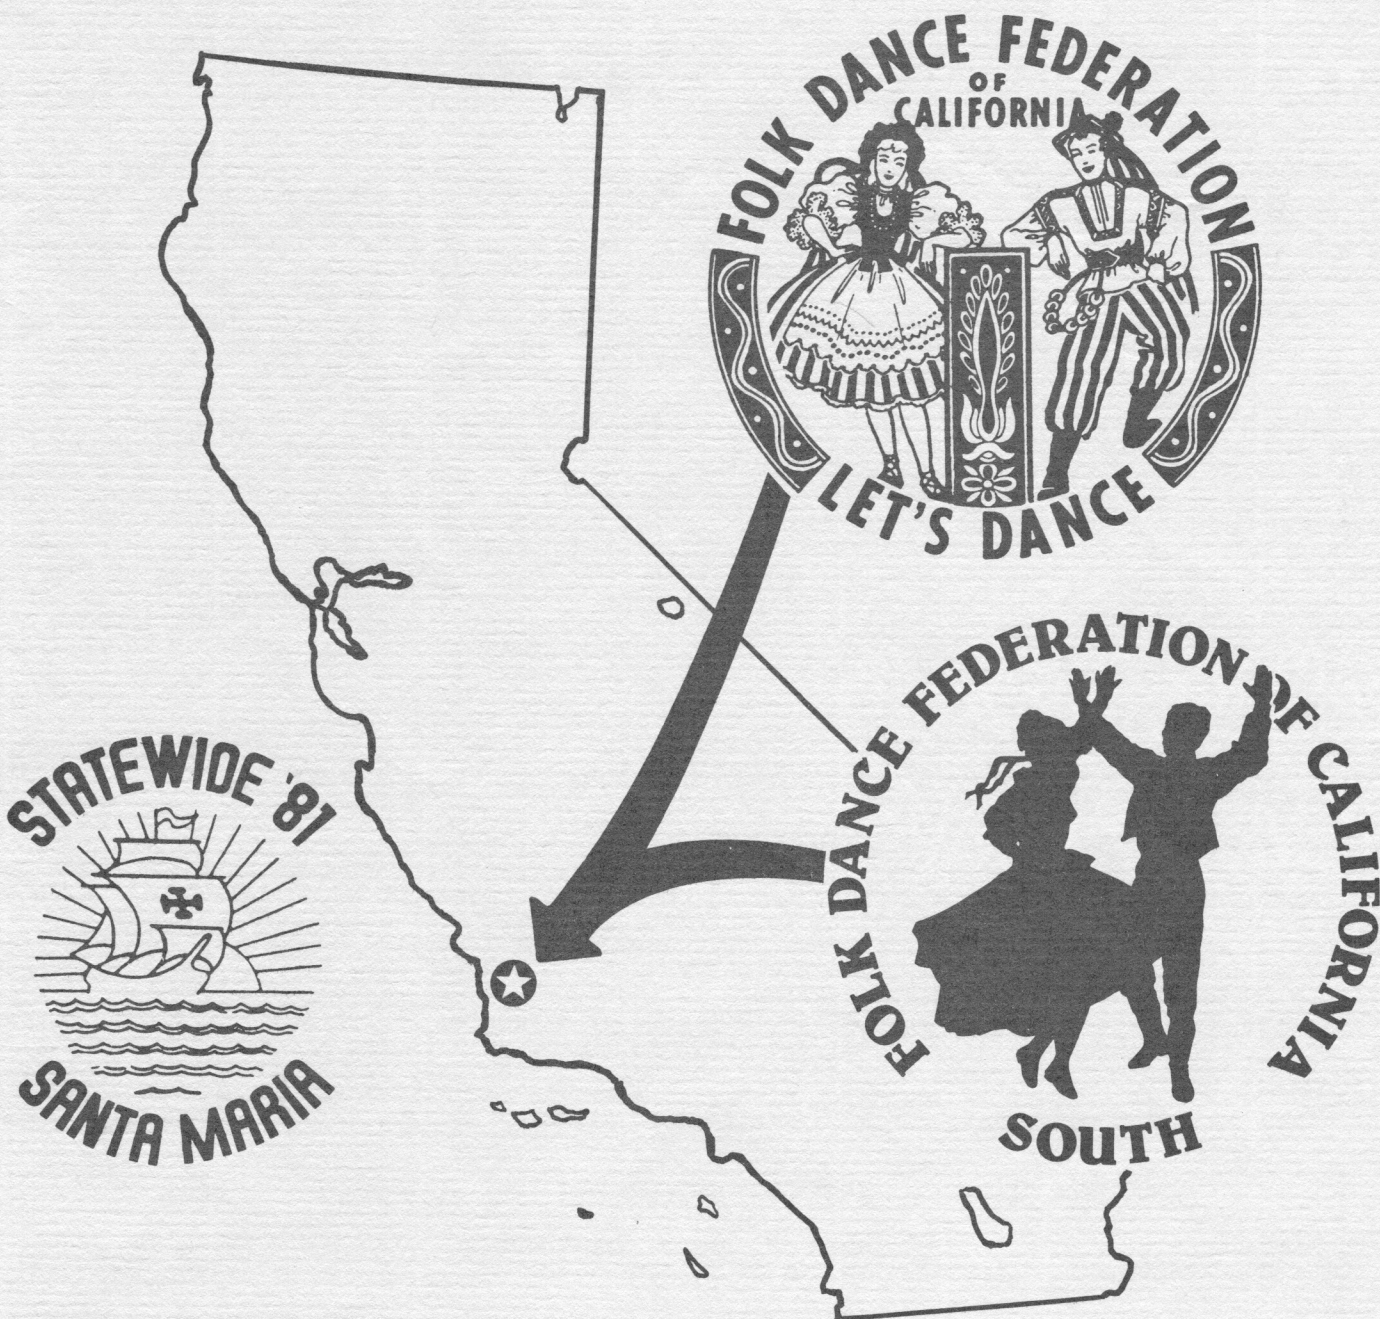 FOLK DANCE FEDERATION
OF
CALIFORNIA
LET'S DANCE
FOLK DANCE FEDERATION OF CALIFORNIA
SOUTH
STATEWIDE '81
SANTA MARIA